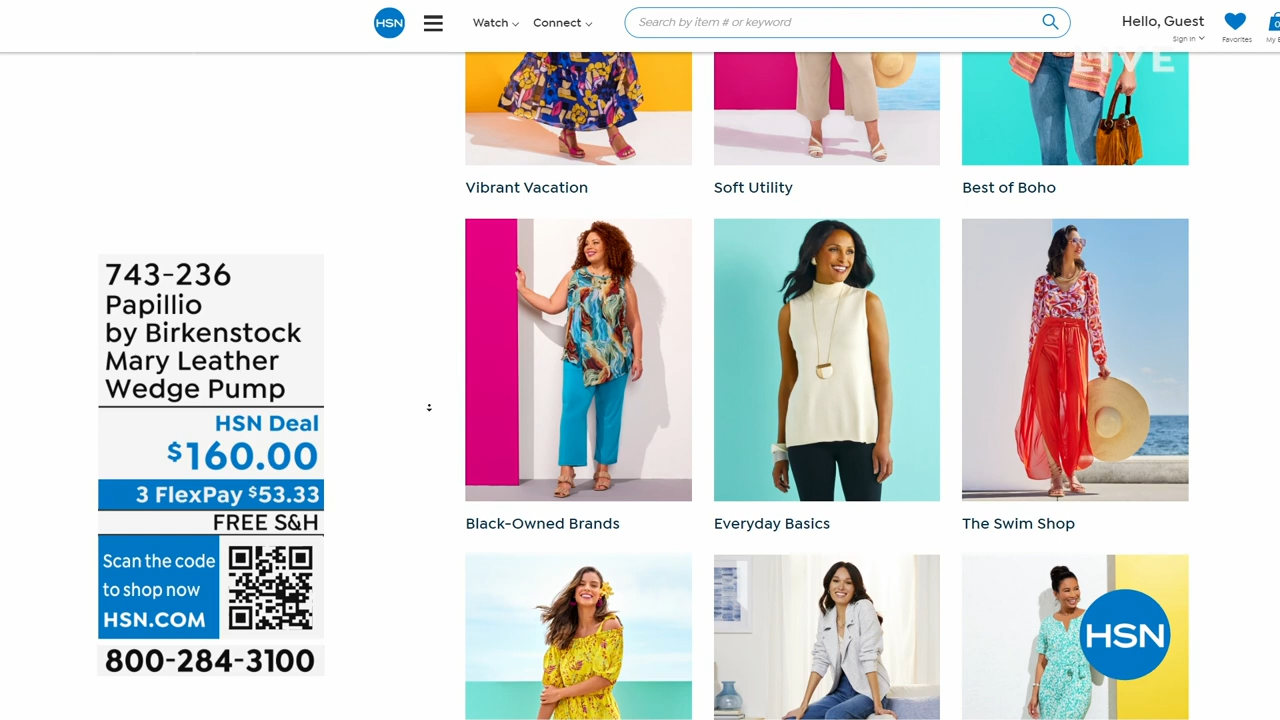 HSN
Watch
Connect
Search by item # or keyword
Hello, Guest
Sign In
Favorites
0
LIVE
Vibrant Vacation
Soft Utility
Best of Boho
743-236
Papillio
by Birkenstock
Mary Leather
Wedge Pump
HSN Deal
$160.00
3 FlexPay $53.33
FREE S&H
Scan the code
to shop now
HSN.COM
800-284-3100
Black-Owned Brands
Everyday Basics
The Swim Shop
HSN